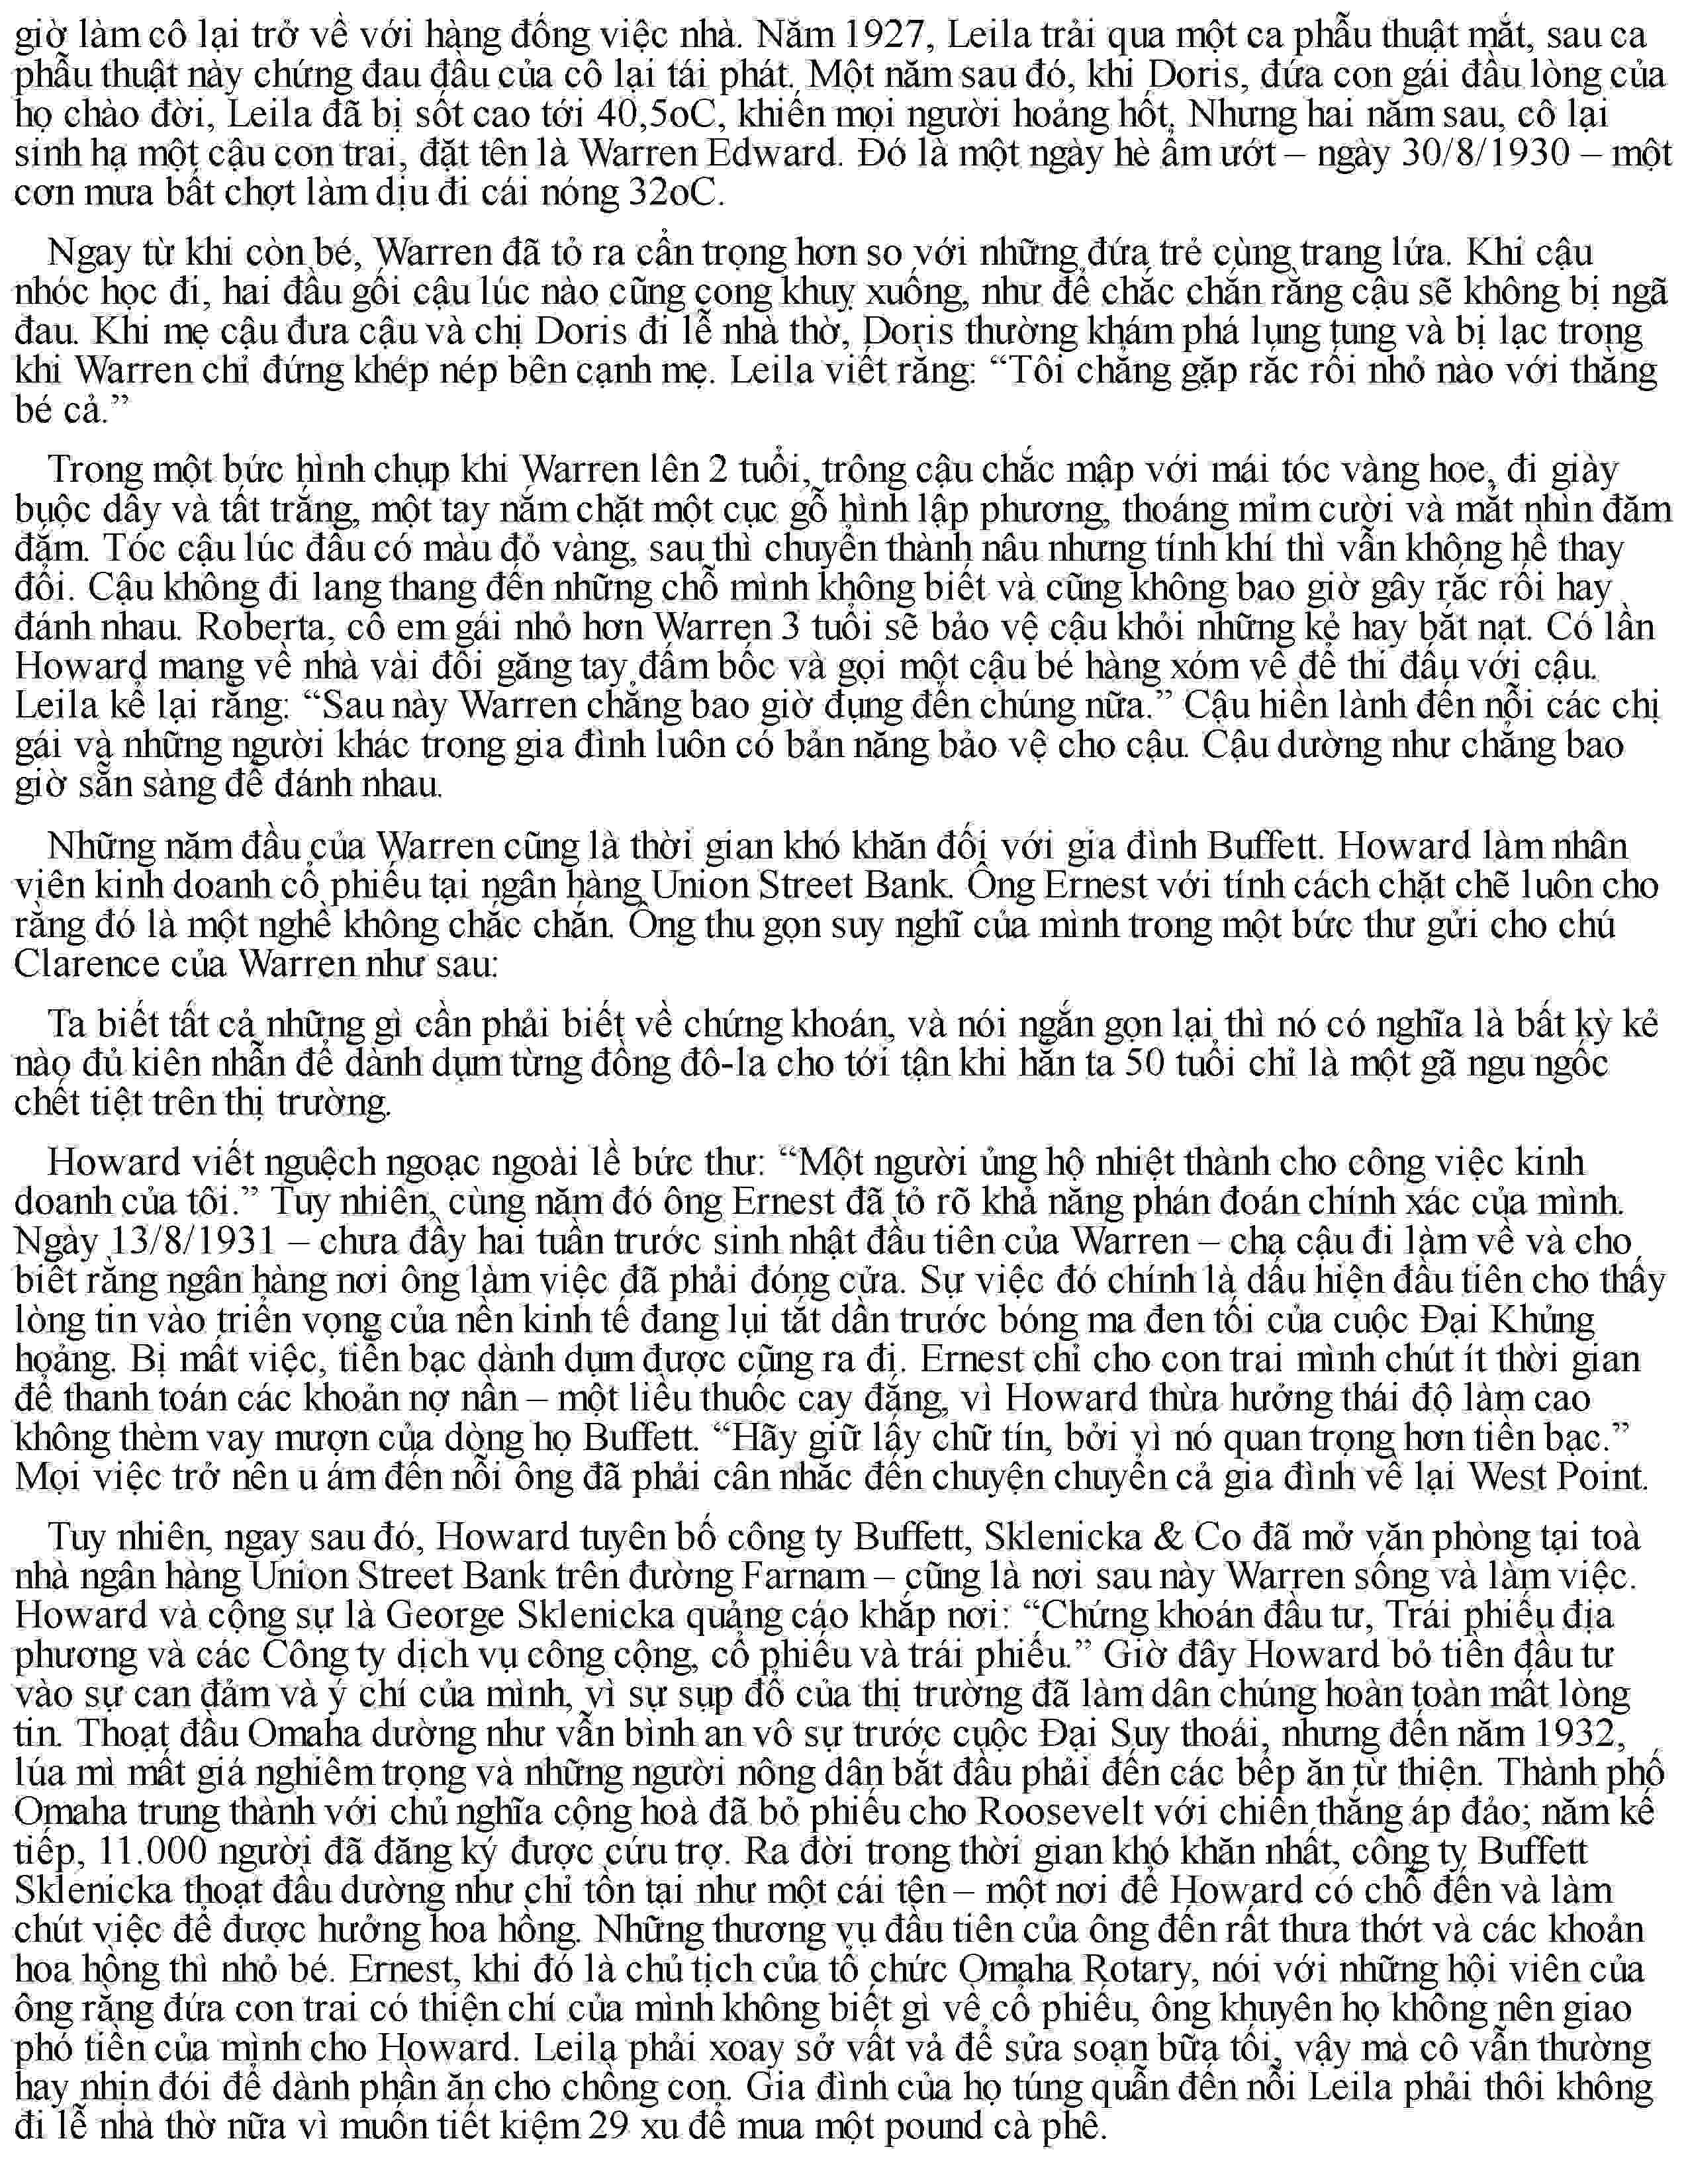 giờ làm cô lại trở về với hàng đống việc nhà. Năm 1927, Leila trải qua một ca phẫu thuật mắt, sau ca
phẫu thuật này chứng đau đầu của cô lại tái phát. Một năm sau đó, khi Doris, đứa con gái đầu lòng của
họ chào đời, Leila đã bị sốt cao tới 40,5oC, khiến mọi người hoảng hốt. Nhưng hai năm sau, cô lại
sinh hạ một cậu con trai, đặt tên là Warren Edward. Đó là một ngày hè ẩm ướt – ngày 30/8/1930 – một
cơn mưa bất chợt làm dịu đi cái nóng 32oC.
Ngay từ khi còn bé, Warren đã tỏ ra cẩn trọng hơn so với những đứa trẻ cùng trang lứa. Khi cậu
nhóc học đi, hai đầu gối cậu lúc nào cũng cong khuỵ xuống, như để chắc chắn rằng cậu sẽ không bị ngã
đau. Khi mẹ cậu đưa cậu và chị Doris đi lễ nhà thờ, Doris thường khám phá lung tung và bị lạc trong
khi Warren chỉ đứng khép nép bên cạnh mẹ. Leila viết rằng: “Tôi chẳng gặp rắc rối nhỏ nào với thằng
bé cả.”
Trong một bức hình chụp khi Warren lên 2 tuổi, trông cậu chắc mập với mái tóc vàng hoe, đi giày
buộc dây và tất trắng, một tay nắm chặt một cục gỗ hình lập phương, thoáng mỉm cười và mắt nhìn đăm
đắm. Tóc cậu lúc đầu có màu đỏ vàng, sau thì chuyển thành nâu nhưng tính khí thì vẫn không hề thay
đổi. Cậu không đi lang thang đến những chỗ mình không biết và cũng không bao giờ gây rắc rối hay
đánh nhau. Roberta, cô em gái nhỏ hơn Warren 3 tuổi sẽ bảo vệ cậu khỏi những kẻ hay bắt nạt. Có lần
Howard mang về nhà vài đôi găng tay đấm bốc và gọi một cậu bé hàng xóm về để thi đấu với cậu.
Leila kể lại rằng: “Sau này Warren chẳng bao giờ đụng đến chúng nữa.” Cậu hiền lành đến nỗi các chị
gái và những người khác trong gia đình luôn có bản năng bảo vệ cho cậu. Cậu dường như chẳng bao
giờ sẵn sàng để đánh nhau.
Những năm đầu của Warren cũng là thời gian khó khăn đối với gia đình Buffett. Howard làm nhân
viên kinh doanh cổ phiếu tại ngân hàng Union Street Bank. Ông Ernest với tính cách chặt chẽ luôn cho
rằng đó là một nghề không chắc chắn. Ông thu gọn suy nghĩ của mình trong một bức thư gửi cho chú
Clarence của Warren như sau:
Ta biết tất cả những gì cần phải biết về chứng khoán, và nói ngắn gọn lại thì nó có nghĩa là bất kỳ kẻ
nào đủ kiên nhẫn để dành dụm từng đồng đô-la cho tới tận khi hắn ta 50 tuổi chỉ là một gã ngu ngốc
chết tiệt trên thị trường.
Howard viết nguệch ngoạc ngoài lề bức thư: “Một người ủng hộ nhiệt thành cho công việc kinh
doanh của tôi.” Tuy nhiên, cùng năm đó ông Ernest đã tỏ rõ khả năng phán đoán chính xác của mình.
Ngày 13/8/1931 – chưa đầy hai tuần trước sinh nhật đầu tiên của Warren – cha cậu đi làm về và cho
biết rằng ngân hàng nơi ông làm việc đã phải đóng cửa. Sự việc đó chính là dấu hiện đầu tiên cho thấy
lòng tin vào triển vọng của nền kinh tế đang lụi tắt dần trước bóng ma đen tối của cuộc Đại Khủng
hoảng. Bị mất việc, tiền bạc dành dụm được cũng ra đi. Ernest chỉ cho con trai mình chút ít thời gian
để thanh toán các khoản nợ nần – một liều thuốc cay đắng, vì Howard thừa hưởng thái độ làm cao
không thèm vay mượn của dòng họ Buffett. “Hãy giữ lấy chữ tín, bởi vì nó quan trọng hơn tiền bạc.”
Mọi việc trở nên u ám đến nỗi ông đã phải cân nhắc đến chuyện chuyển cả gia đình về lại West Point.
Tuy nhiên, ngay sau đó, Howard tuyên bố công ty Buffett, Sklenicka & Co đã mở văn phòng tại toà
nhà ngân hàng Union Street Bank trên đường Farnam – cũng là nơi sau này Warren sống và làm việc.
Howard và cộng sự là George Sklenicka quảng cáo khắp nơi: “Chứng khoán đầu tư, Trái phiếu địa
phương và các Công ty dịch vụ công cộng, cổ phiếu và trái phiếu.” Giờ đây Howard bỏ tiền đầu tư
vào sự can đảm và ý chí của mình, vì sự sụp đổ của thị trường đã làm dân chúng hoàn toàn mất lòng
tin. Thoạt đầu Omaha dường như vẫn bình an vô sự trước cuộc Đại Suy thoái, nhưng đến năm 1932,
lúa mì mất giá nghiêm trọng và những người nông dân bắt đầu phải đến các bếp ăn từ thiện. Thành phố
Omaha trung thành với chủ nghĩa cộng hoà đã bỏ phiếu cho Roosevelt với chiến thắng áp đảo; năm kế
tiếp, 11.000 người đã đăng ký được cứu trợ. Ra đời trong thời gian khó khăn nhất, công ty Buffett
Sklenicka thoạt đầu dường như chỉ tồn tại như một cái tên – một nơi để Howard có chỗ đến và làm
chút việc để được hưởng hoa hồng. Những thương vụ đầu tiên của ông đến rất thưa thớt và các khoản
hoa hồng thì nhỏ bé. Ernest, khi đó là chủ tịch của tổ chức Omaha Rotary, nói với những hội viên của
ông rằng đứa con trai có thiện chí của mình không biết gì về cổ phiếu, ông khuyên họ không nên giao
phó tiền của mình cho Howard. Leila phải xoay sở vất vả để sửa soạn bữa tối, vậy mà cô vẫn thường
hay nhịn đói để dành phần ăn cho chồng con. Gia đình của họ túng quẫn đến nỗi Leila phải thôi không
đi lễ nhà thờ nữa vì muốn tiết kiệm 29 xu để mua một pound cà phê.